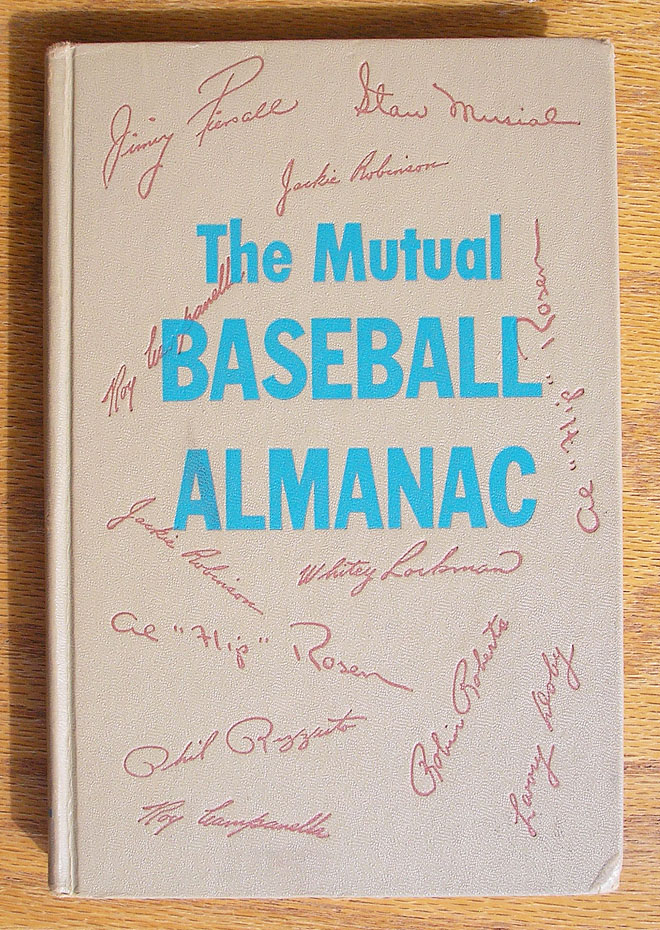 Jimmy Piersall
Stan Musial
Jackie Robinson
The Mutual
Roy Campanella
BASEBALL
Al "Flip" Rosen
ALMANAC
Jackie Robinson
Whitey Lockman
Al "Flip" Rosen
Robin Roberts
Larry Doby
Phil Rizzuto
Roy Campanella